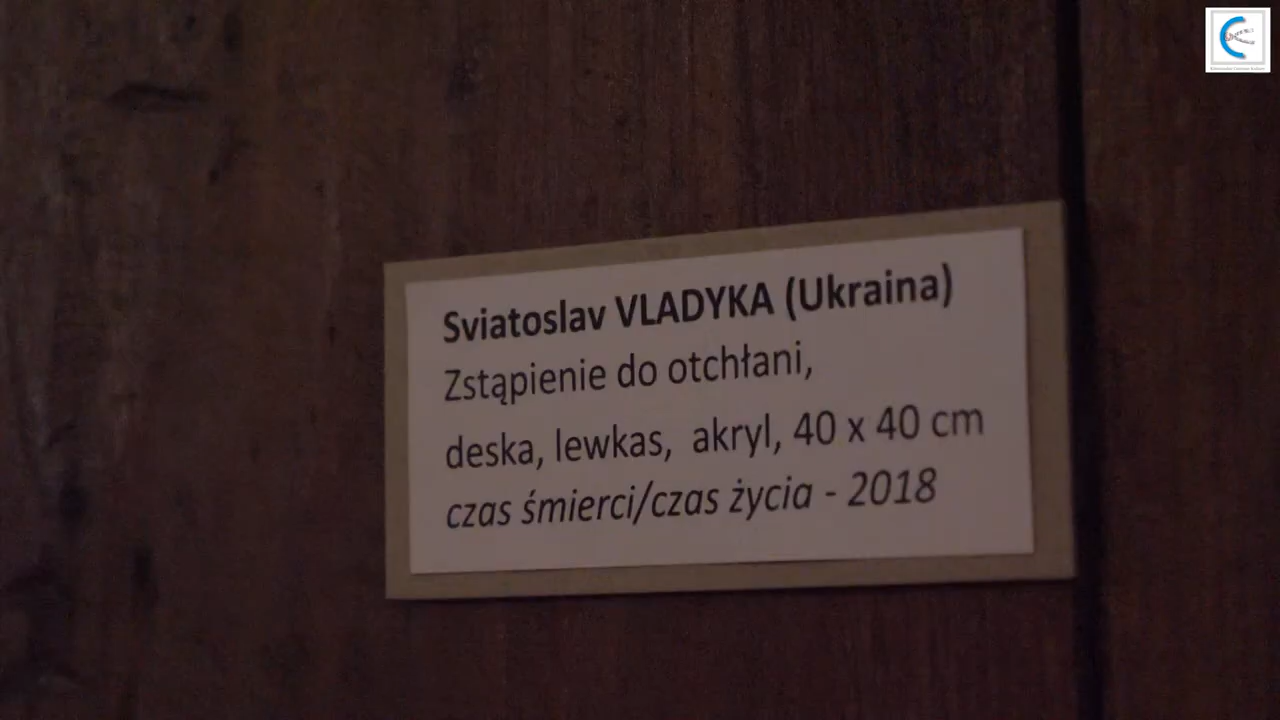 Sviatoslav VLADYKA (Ukraina)
Zstąpienie do otchłani,
deska, lewkas, akryl, 40 x 40 cm
czas śmierci/czas życia - 2018